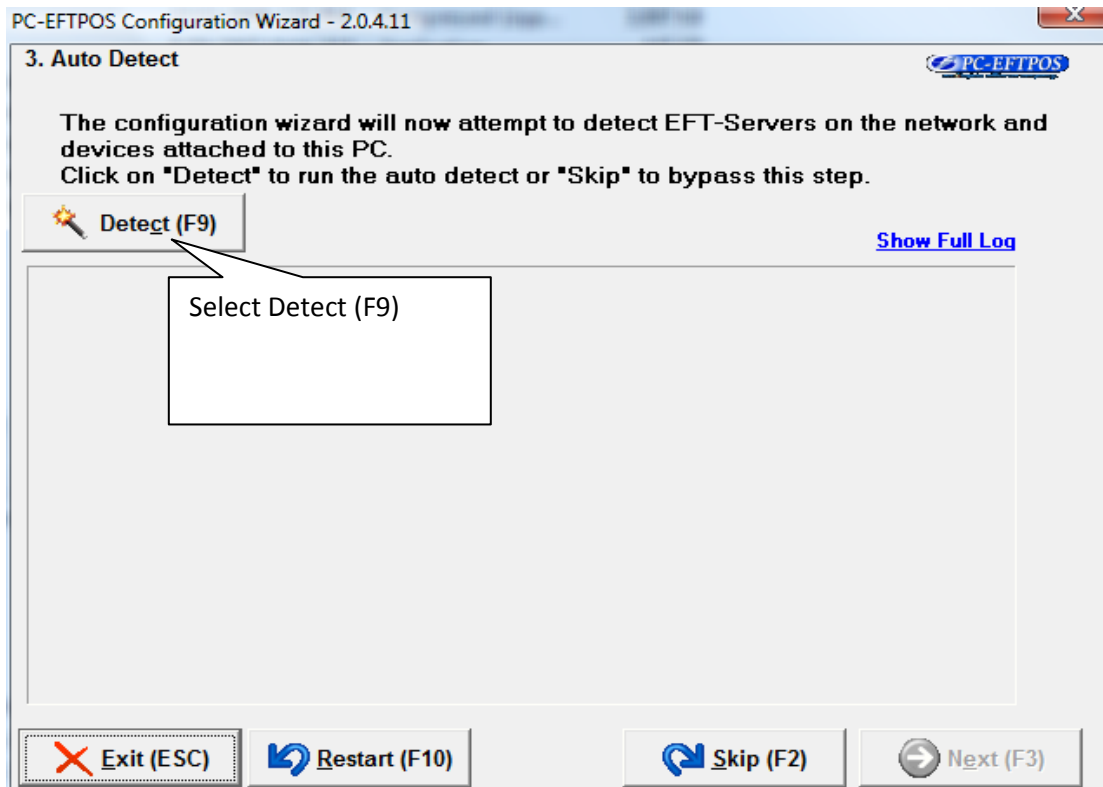 PC-EFTPOS Configuration Wizard - 2.0.4.11
3. Auto Detect
PC-EFTPOS
The configuration wizard will now attempt to detect EFT-Servers on the network and
devices attached to this PC.
Click on "Detect" to run the auto detect or "Skip" to bypass this step.
Detect (F9)
Show Full Log
Select Detect (F9)
Exit (ESC)
Restart (F10)
Skip (F2)
Next (F3)